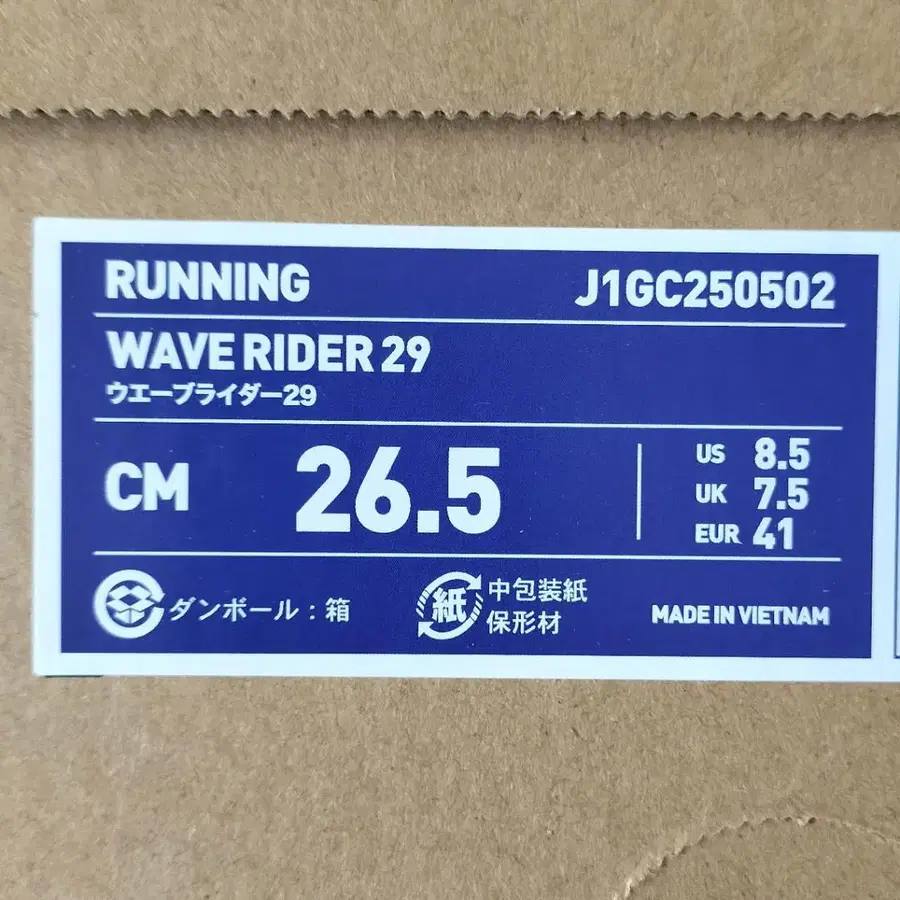 RUNNING J1GC250502
WAVE RIDER 29
ウエーブライダー29
CM 26.5
US 8.5
UK 7.5
EUR 41
ダンボール：箱
紙 中包装紙
保形材
MADE IN VIETNAM